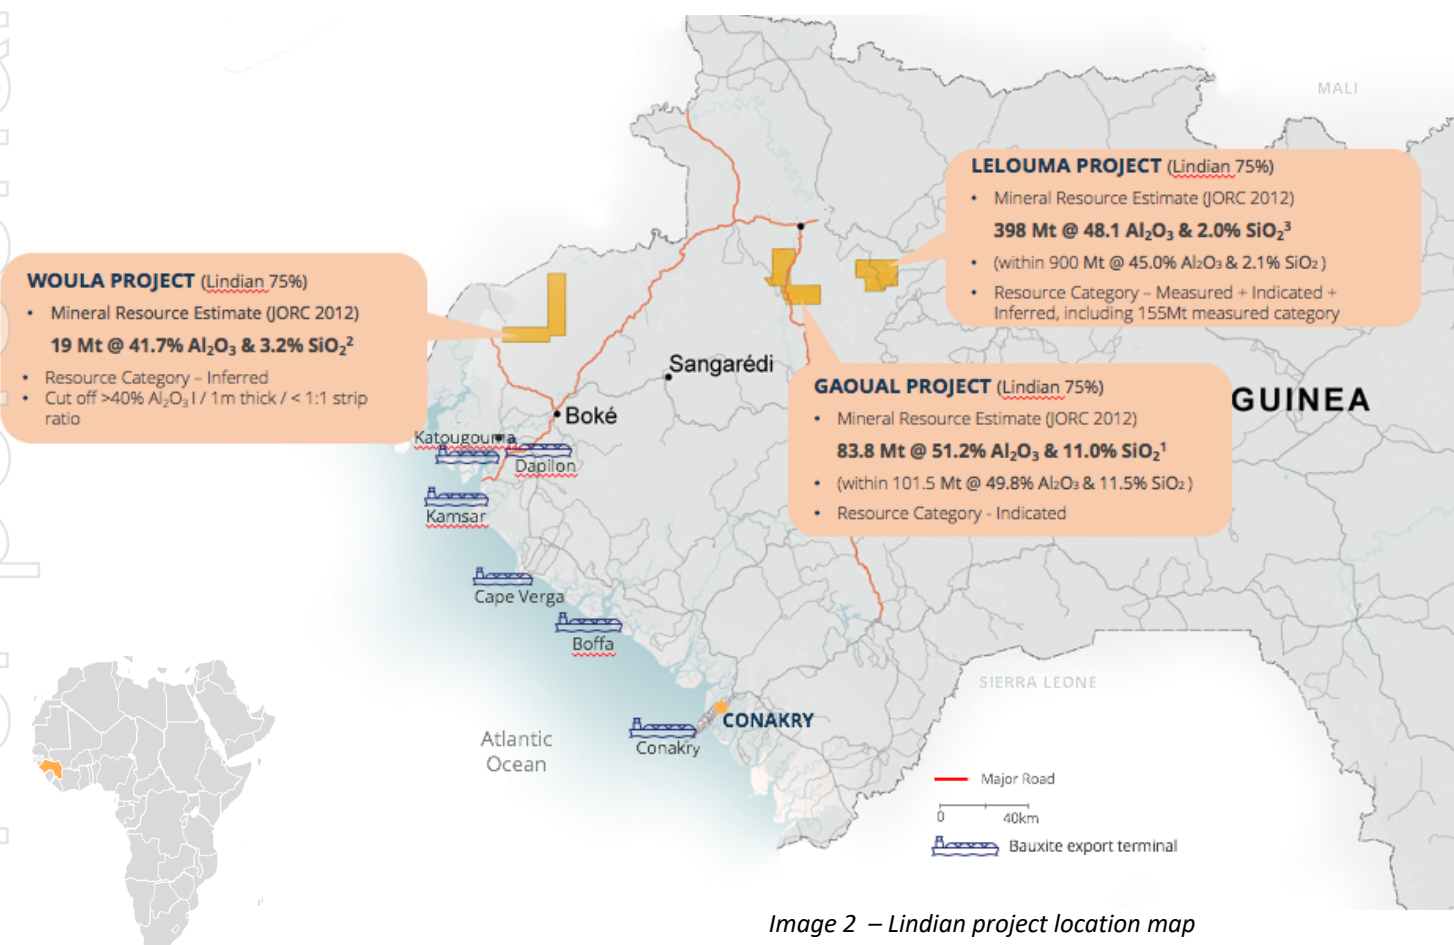 MALI
LELOUMA PROJECT (Lindian 75%)
• Mineral Resource Estimate (JORC 2012)
398 Mt @ 48.1 Al₂O₃ & 2.0% SiO₂³
• (within 900 Mt @ 45.0% Al₂O₃ & 2.1% SiO₂ )
• Resource Category – Measured + Indicated +
Inferred, including 155Mt measured category
WOULA PROJECT (Lindian 75%)
• Mineral Resource Estimate (JORC 2012)
19 Mt @ 41.7% Al₂O₃ & 3.2% SiO₂²
• Resource Category – Inferred
• Cut off >40% Al₂O₃ I / 1m thick / < 1:1 strip
ratio
Sangarédi
GAOUAL PROJECT (Lindian 75%)
• Mineral Resource Estimate (JORC 2012)
83.8 Mt @ 51.2% Al₂O₃ & 11.0% SiO₂¹
• (within 101.5 Mt @ 49.8% Al₂O₃ & 11.5% SiO₂ )
• Resource Category - Indicated
GUINEA
Boké
Katougouma
Dapilon
Kamsar
Cape Verga
Boffa
SIERRA LEONE
CONAKRY
Conakry
Atlantic
Ocean
Major Road
0 40km
Bauxite export terminal
Image 2 – Lindian project location map